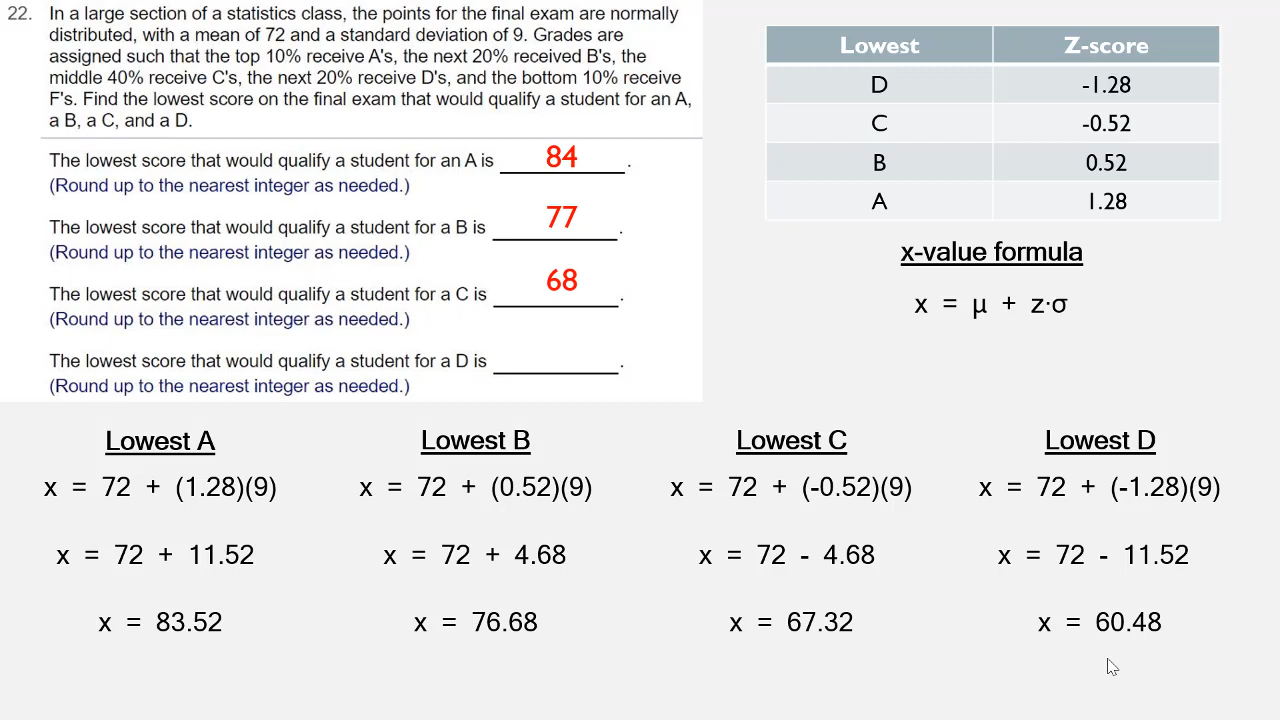 22. In a large section of a statistics class, the points for the final exam are normally
distributed, with a mean of 72 and a standard deviation of 9. Grades are
assigned such that the top 10% receive A's, the next 20% received B's, the
middle 40% receive C's, the next 20% receive D's, and the bottom 10% receive
F's. Find the lowest score on the final exam that would qualify a student for an A,
a B, a C, and a D.
The lowest score that would qualify a student for an A is 84.
(Round up to the nearest integer as needed.)
The lowest score that would qualify a student for a B is 77.
(Round up to the nearest integer as needed.)
The lowest score that would qualify a student for a C is 68.
(Round up to the nearest integer as needed.)
The lowest score that would qualify a student for a D is ________.
(Round up to the nearest integer as needed.)
Lowest Z-score
D -1.28
C -0.52
B 0.52
A 1.28
x-value formula
x = μ + z·σ
Lowest A
x = 72 + (1.28)(9)
x = 72 + 11.52
x = 83.52
Lowest B
x = 72 + (0.52)(9)
x = 72 + 4.68
x = 76.68
Lowest C
x = 72 + (-0.52)(9)
x = 72 - 4.68
x = 67.32
Lowest D
x = 72 + (-1.28)(9)
x = 72 - 11.52
x = 60.48